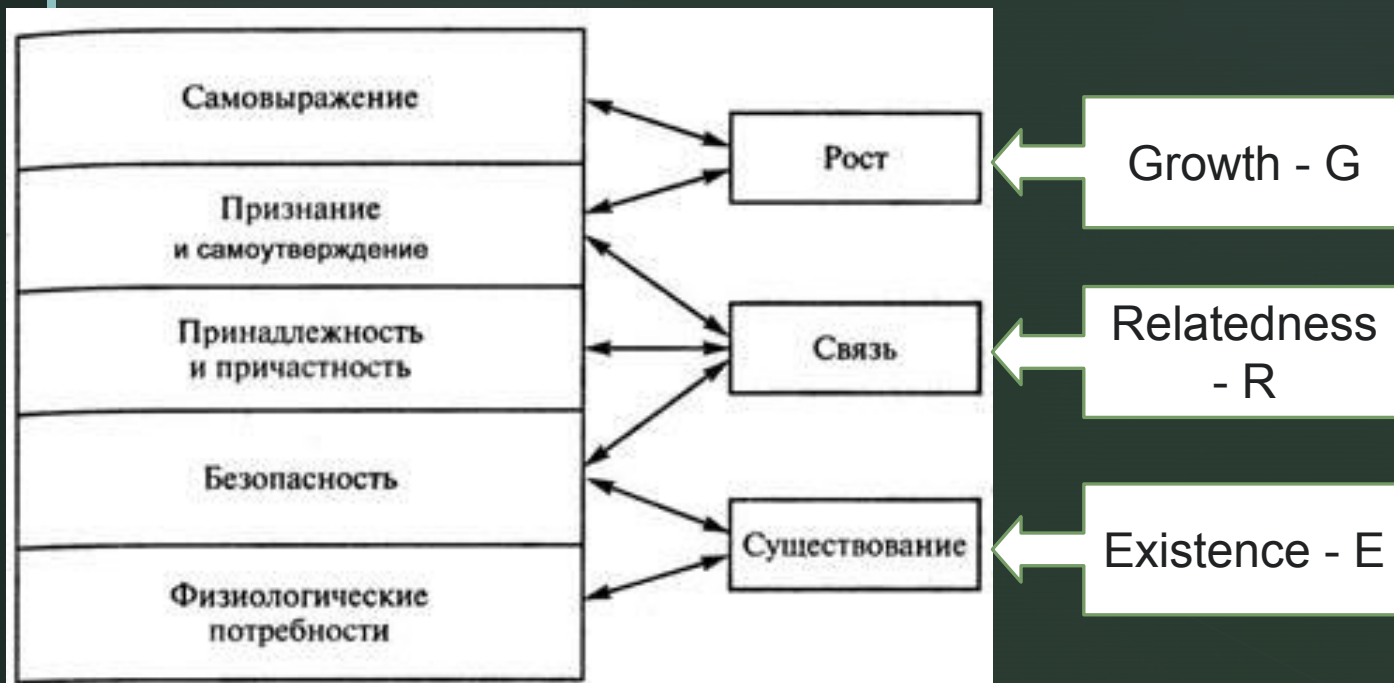 Самовыражение
Признание
и самоутверждение
Принадлежность
и причастность
Безопасность
Физиологические
потребности
Рост
Связь
Существование
Growth - G
Relatedness
- R
Existence - E